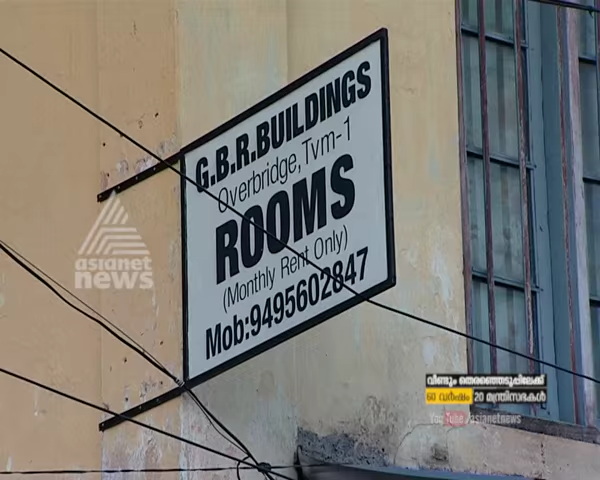 G.B.R.BUILDINGS
Overbridge,Tvm-1
ROOMS
(Monthly Rent Only)
Mob:9495602847
asianet
news
വീണ്ടും തെരഞ്ഞെടുപ്പിലേക്ക്
60 വർഷം 20 മന്ത്രിസഭകൾ
YouTube /asianetnews